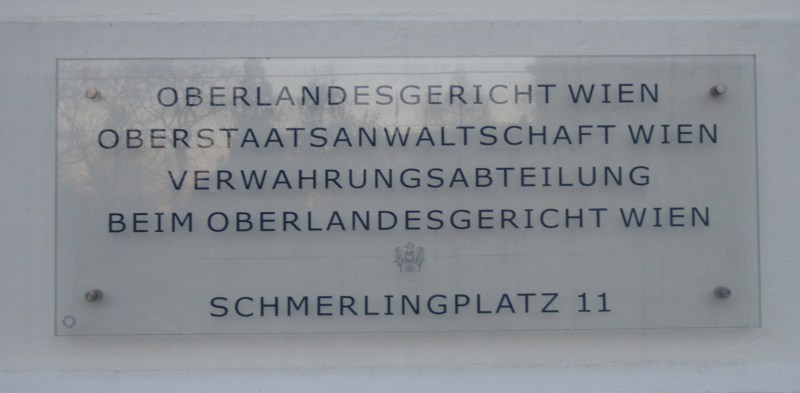 OBERLANDESGERICHT WIEN
OBERSTAATSANWALTSCHAFT WIEN
VERWAHRUNGSABTEILUNG
BEIM OBERLANDESGERICHT WIEN
SCHMERLINGPLATZ 11